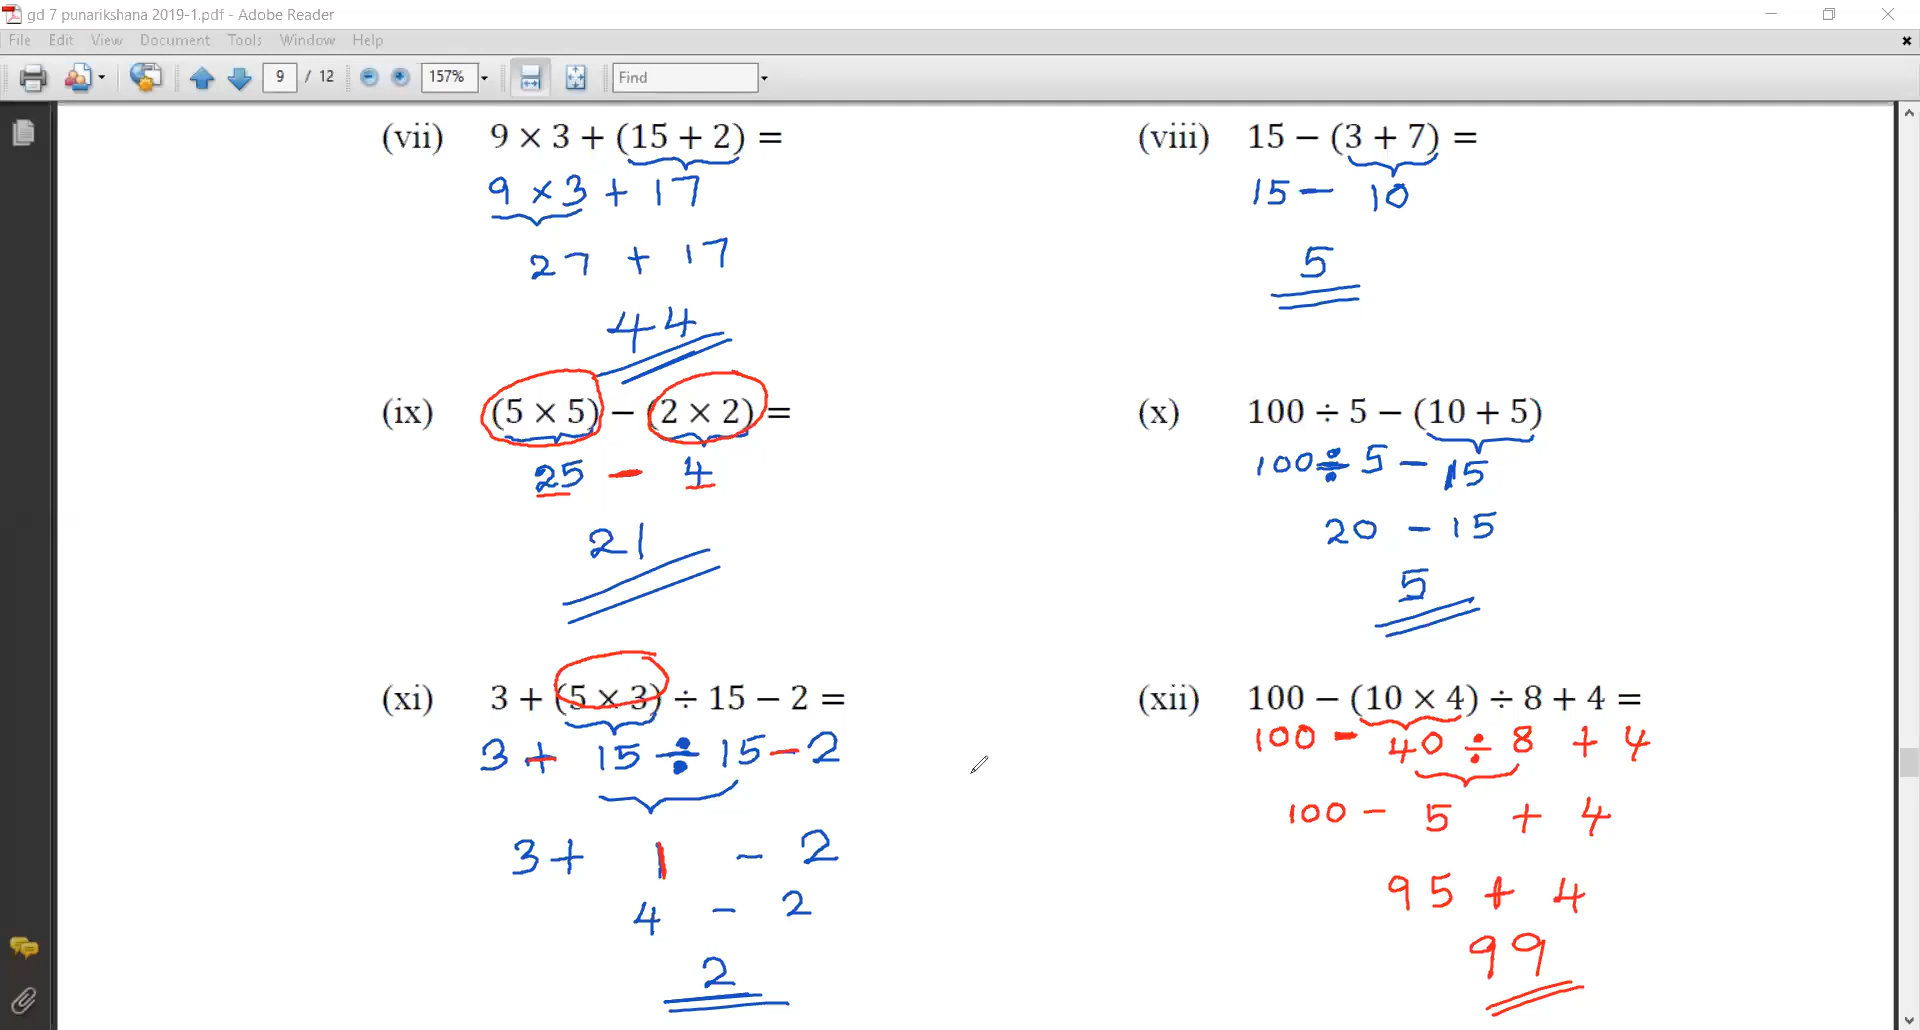 gd 7 punarikshana 2019-1.pdf - Adobe Reader
File Edit View Document Tools Window Help
9 / 12 157% Find
(vii) 9 × 3 + (15 + 2) =
9 × 3 + 17
27 + 17
44
(viii) 15 − (3 + 7) =
15 − 10
5
(ix) (5 × 5) − (2 × 2) =
25 − 4
21
(x) 100 ÷ 5 − (10 + 5)
100 ÷ 5 − 15
20 − 15
5
(xi) 3 + (5 × 3) ÷ 15 − 2 =
3 + 15 ÷ 15 − 2
3 + 1 − 2
4 − 2
2
(xii) 100 − (10 × 4) ÷ 8 + 4 =
100 − 40 ÷ 8 + 4
100 − 5 + 4
95 + 4
99